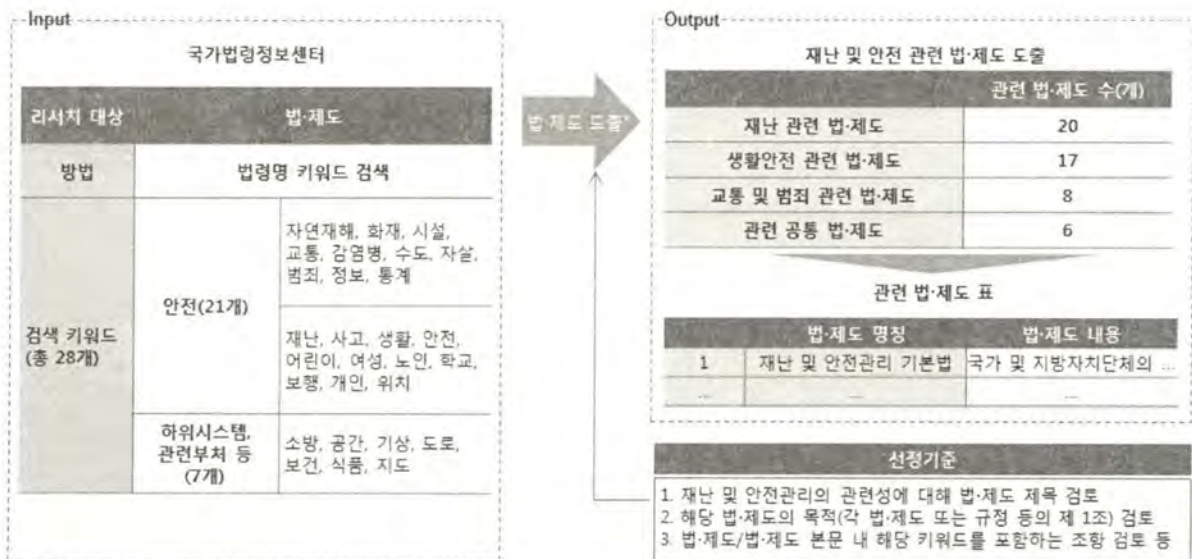 Input
국가법령정보센터
리서치 대상 법·제도
방법 법령명 키워드 검색
검색 키워드
(총 28개)
안전(21개)
자연재해, 화재, 시설,
교통, 감염병, 수도, 자살,
범죄, 정보, 통계
재난, 사고, 생활, 안전,
어린이, 여성, 노인, 학교,
보행, 개인, 위치
하위시스템,
관련부처 등
(7개)
소방, 공간, 기상, 도로,
보건, 식품, 지도
법·제도 도출*
Output
재난 및 안전 관련 법·제도 도출
관련 법·제도 수(개)
재난 관련 법·제도 20
생활안전 관련 법·제도 17
교통 및 범죄 관련 법·제도 8
관련 공통 법·제도 6
관련 법·제도 표
법·제도 명칭 법·제도 내용
1 재난 및 안전관리 기본법 국가 및 지방자치단체의 ...
... ... ...
선정기준
1. 재난 및 안전관리의 관련성에 대해 법·제도 제목 검토
2. 해당 법·제도의 목적(각 법·제도 또는 규정 등의 제 1조) 검토
3. 법·제도/법·제도 본문 내 해당 키워드를 포함하는 조항 검토 등